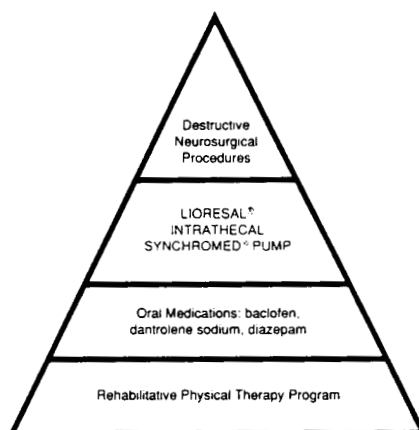 Destructive
Neurosurgical
Procedures
LIORESAL®
INTRATHECAL
SYNCHROMED® PUMP
Oral Medications: baclofen,
dantrolene sodium, diazepam
Rehabilitative Physical Therapy Program